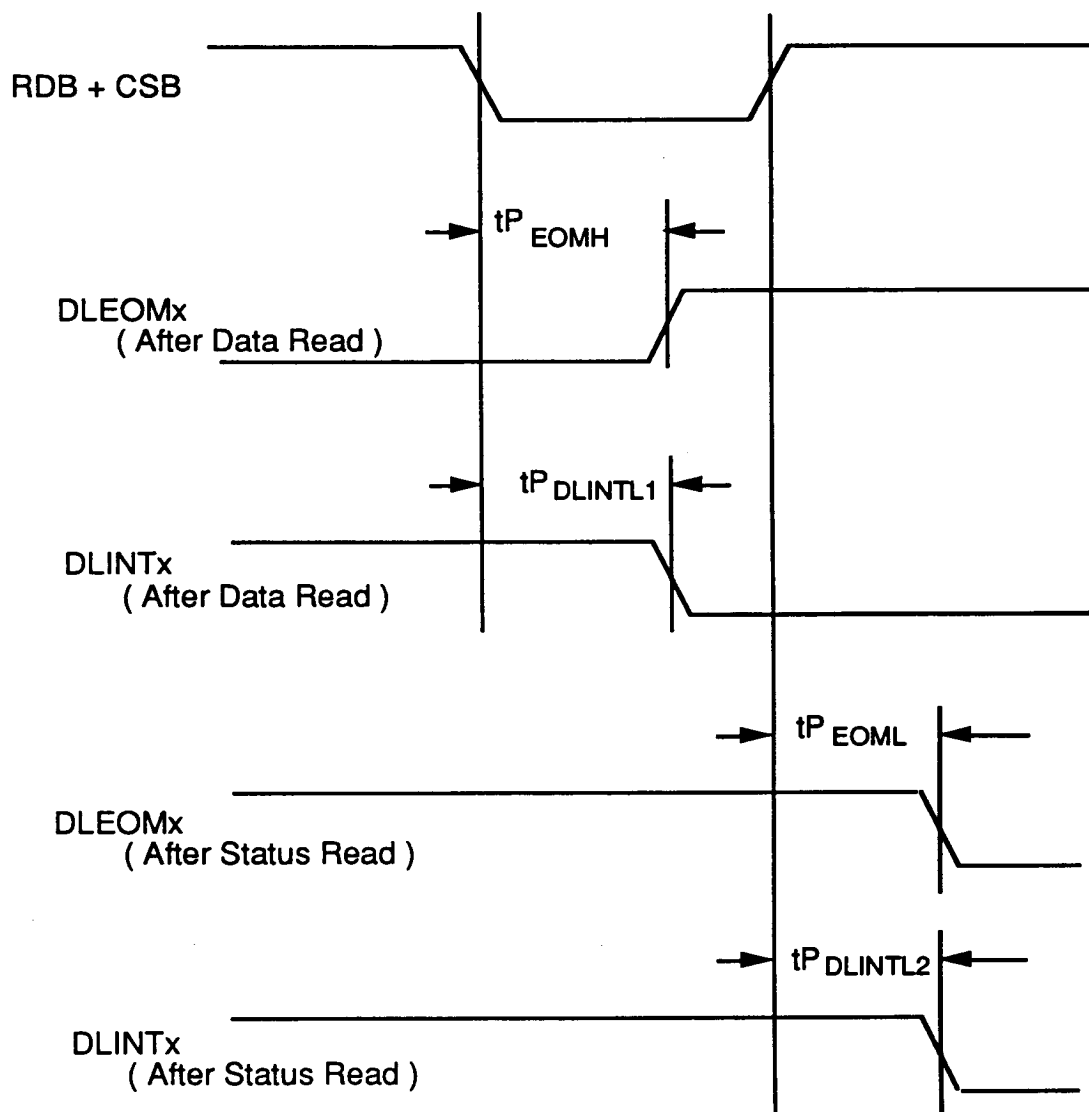 RDB + CSB
tP EOMH
DLEOMx
( After Data Read )
tP DLINTL1
DLINTx
( After Data Read )
tP EOML
DLEOMx
( After Status Read )
tP DLINTL2
DLINTx
( After Status Read )